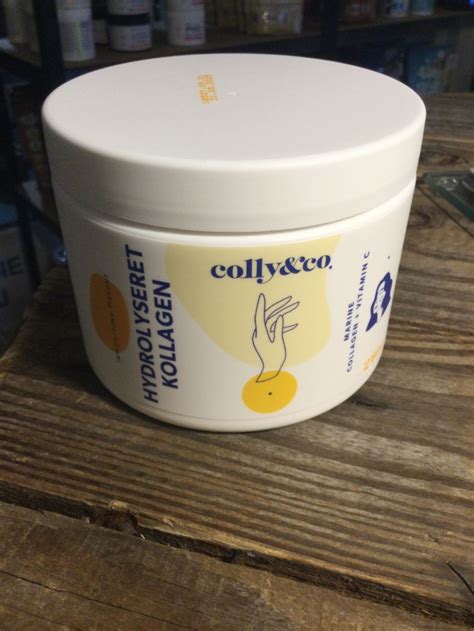 HYDROLYSERET
KOLLAGEN
colly&co.
MARINE
COLLAGEN + VITAMIN C